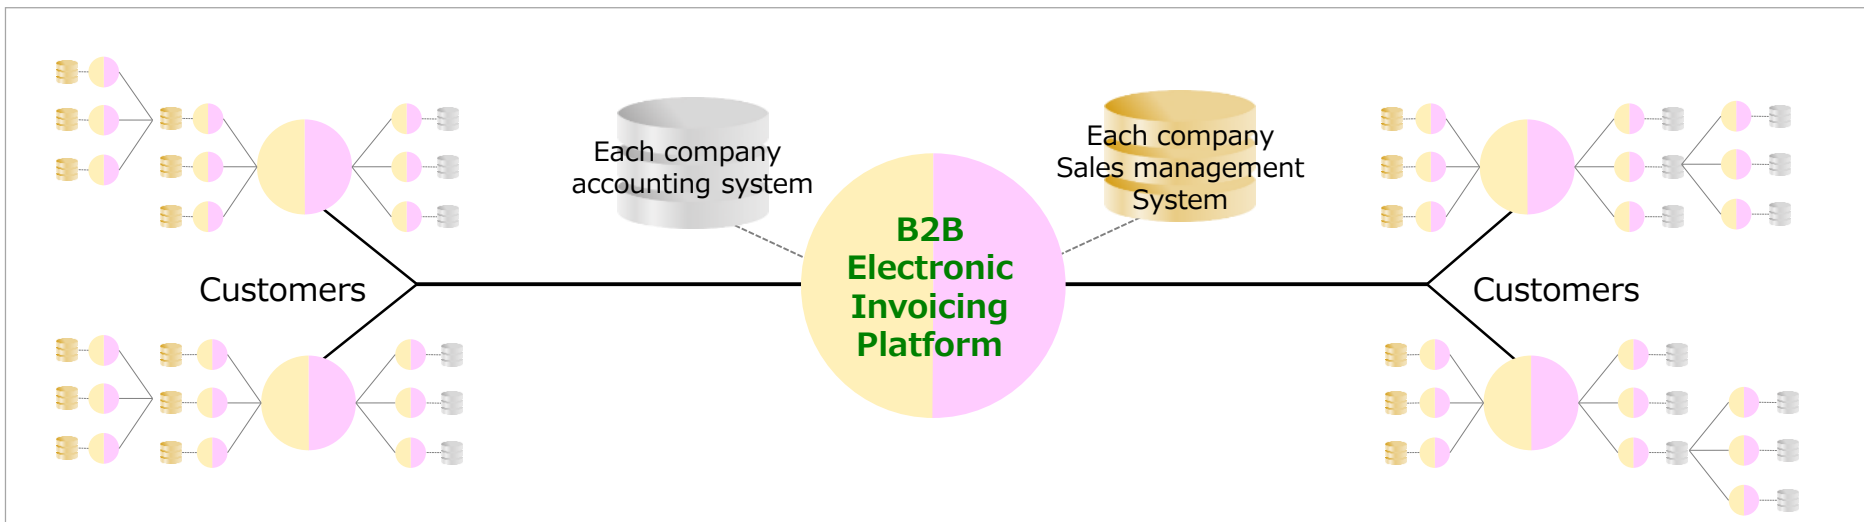 Each company
accounting system
Each company
Sales management
System
B2B
Electronic
Invoicing
Platform
Customers
Customers